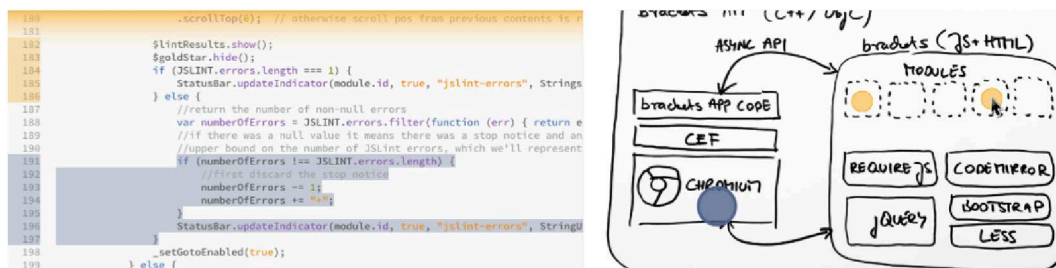 180 .scrollTop(0); // otherwise scroll pos from previous contents is r
181
182 $lintResults.show();
183 $goldStar.hide();
184 if (JSLINT.errors.length === 1) {
185 StatusBar.updateIndicator(module.id, true, "jslint-errors", Strings
186 } else {
187 //return the number of non-null errors
188 var numberOfErrors = JSLINT.errors.filter(function (err) { return e
189 //if there was a null value it means there was a stop notice and an
190 //upper bound on the number of JSLint errors, which we'll represent
191 if (numberOfErrors !== JSLINT.errors.length) {
192 //first discard the stop notice
193 numberOfErrors -= 1;
194 numberOfErrors += "+";
195 }
196 StatusBar.updateIndicator(module.id, true, "jslint-errors", StringU
197 }
198 _setGotoEnabled(true);
199 } else {
brackets (C++ / ObjC)
ASYNC API
brackets (JS+HTML)
MODULES
brackets APP CODE
CEF
CHROMIUM
REQUIRE JS
CODEMIRROR
jQUERY
BOOTSTRAP
LESS